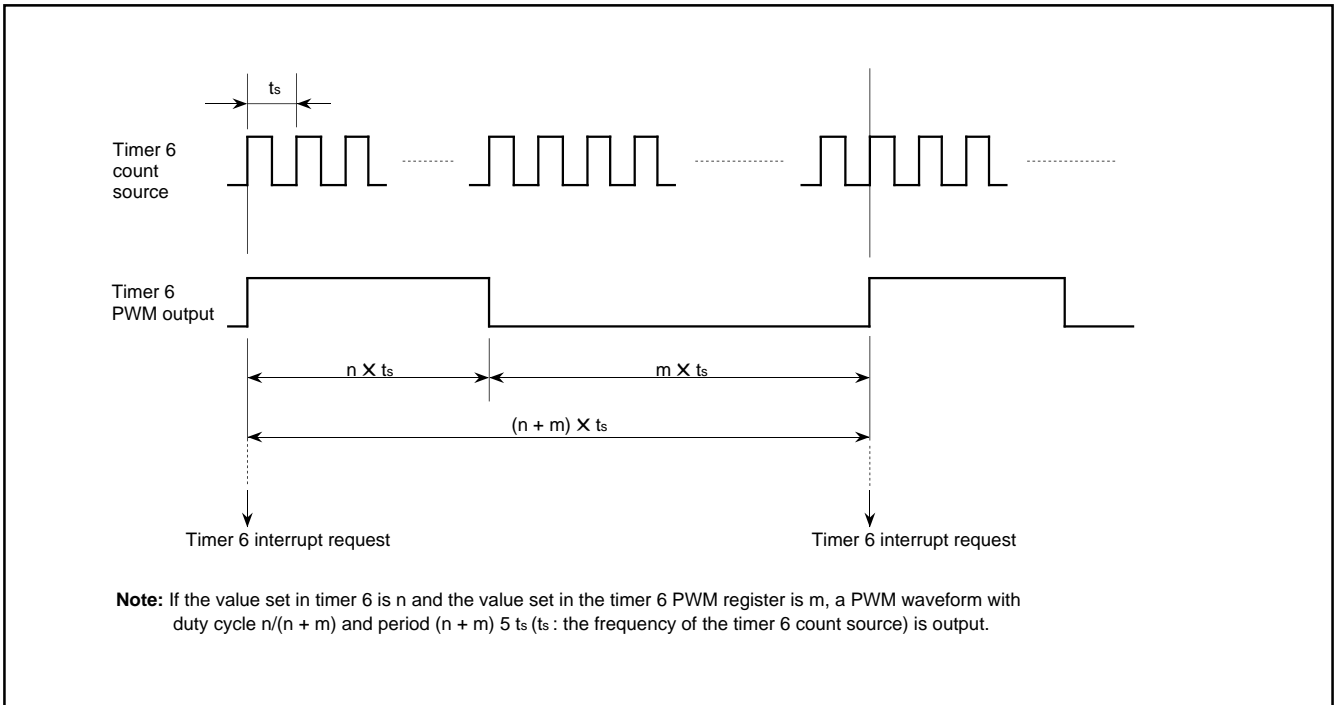 ts
Timer 6
count
source
Timer 6
PWM output
n × ts
m × ts
(n + m) × ts
Timer 6 interrupt request
Timer 6 interrupt request
Note: If the value set in timer 6 is n and the value set in the timer 6 PWM register is m, a PWM waveform with
duty cycle n/(n + m) and period (n + m) 5 ts (ts : the frequency of the timer 6 count source) is output.